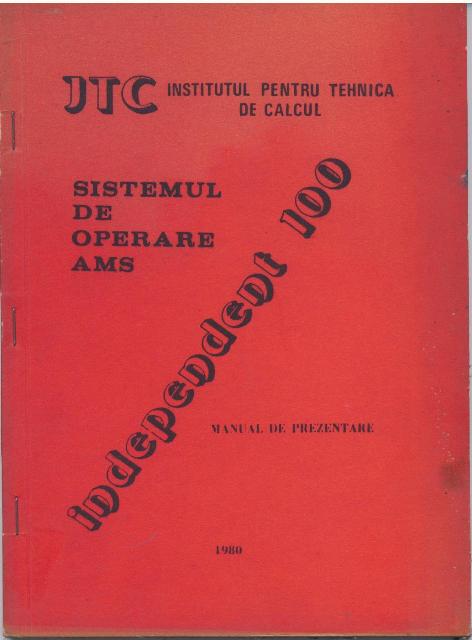 ITC INSTITUTUL PENTRU TEHNICA
DE CALCUL
SISTEMUL
DE
OPERARE
AMS
independent 100
MANUAL DE PREZENTARE
1980